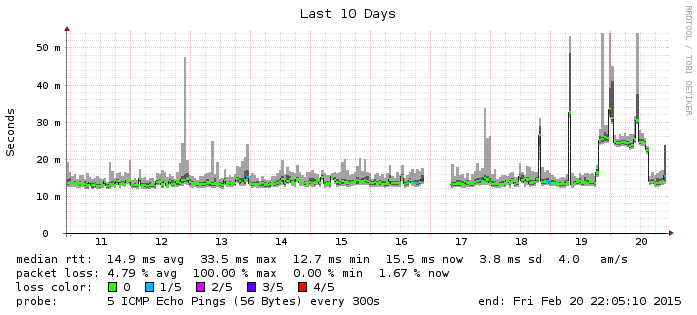 Last 10 Days
RRDTOOL / TOBI OETIKER
Seconds
50 m
40 m
30 m
20 m
10 m
0
11 12 13 14 15 16 17 18 19 20
median rtt: 14.9 ms avg 33.5 ms max 12.7 ms min 15.5 ms now 3.8 ms sd 4.0 am/s
packet loss: 4.79 % avg 100.00 % max 0.00 % min 1.67 % now
loss color: 0 1/5 2/5 3/5 4/5
probe: 5 ICMP Echo Pings (56 Bytes) every 300s end: Fri Feb 20 22:05:10 2015